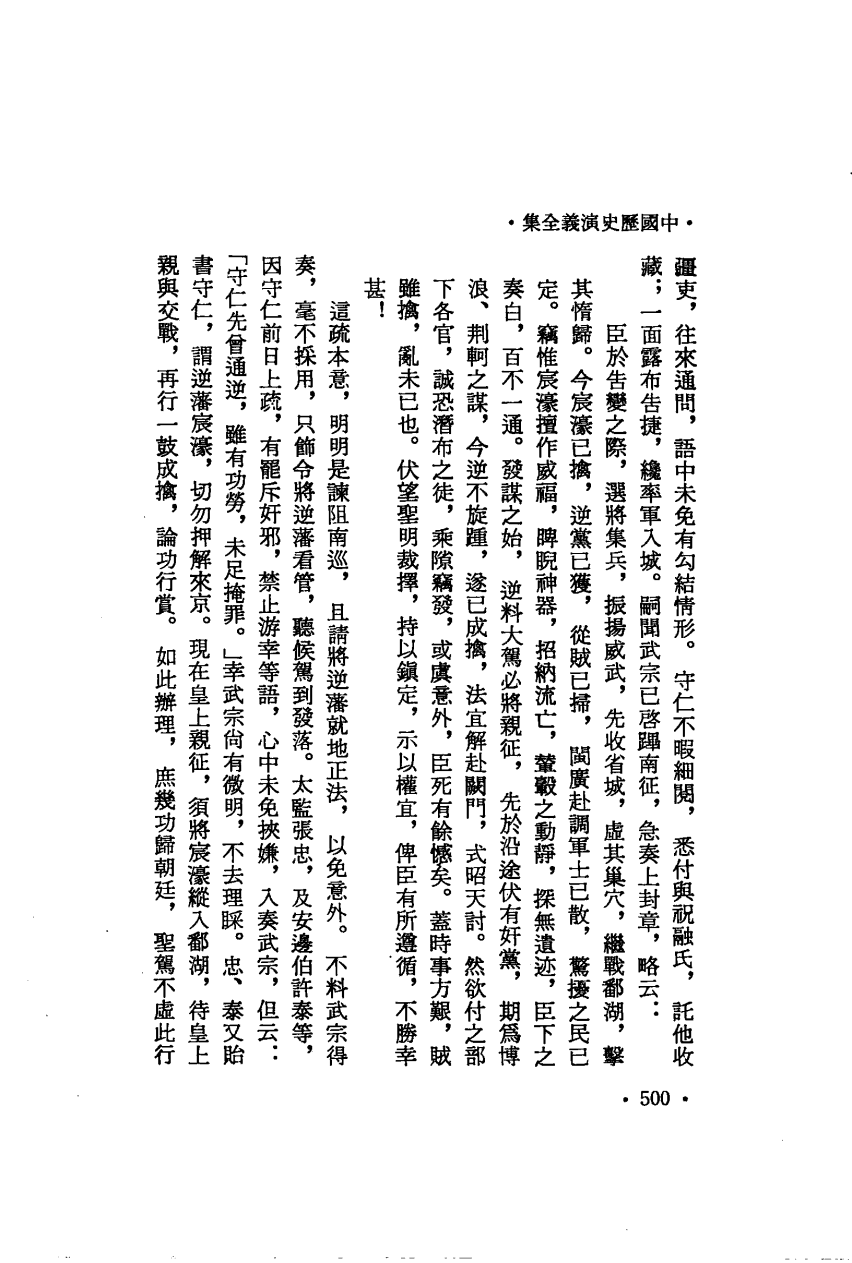 ·中國歷史演義全集·
疆吏，往來通問，語中未免有勾結情形。守仁不暇細閱，悉付與祝融氏，託他收
藏；一面露布告捷，纔率軍入城。嗣聞武宗已啓蹕南征，急奏上封章，略云：
臣於告變之際，選將集兵，振揚威武，先收省城，虛其巢穴，繼戰鄱湖，擊
其惰歸。今宸濠已擒，逆黨已獲，從賊已掃，閩廣赴調軍士已散，驚擾之民已
定。竊惟宸濠擅作威福，睥睨神器，招納流亡，輦轂之動靜，探無遺迹，臣下之
奏白，百不一通。發謀之始，逆料大駕必將親征，先於沿途伏有奸黨，期爲博
浪、荆軻之謀，今逆不旋踵，遂已成擒，法宜解赴闕門，式昭天討。然欲付之部
下各官，誠恐潛布之徒，乘隙竊發，或虞意外，臣死有餘憾矣。蓋時事方艱，賊
雖擒，亂未已也。伏望聖明裁擇，持以鎭定，示以權宜，俾臣有所遵循，不勝幸
甚！
這疏本意，明明是諫阻南巡，且請將逆藩就地正法，以免意外。不料武宗得
奏，毫不採用，只飭令將逆藩看管，聽候駕到發落。太監張忠，及安邊伯許泰等，
因守仁前日上疏，有罷斥奸邪，禁止游幸等語，心中未免挾嫌，入奏武宗，但云：
「守仁先曾通逆，雖有功勞，未足掩罪。」幸武宗尙有微明，不去理睬。忠、泰又貽
書守仁，謂逆藩宸濠，切勿押解來京。現在皇上親征，須將宸濠縱入鄱湖，待皇上
親與交戰，再行一鼓成擒，論功行賞。如此辦理，庶幾功歸朝廷，聖駕不虛此行
·500·